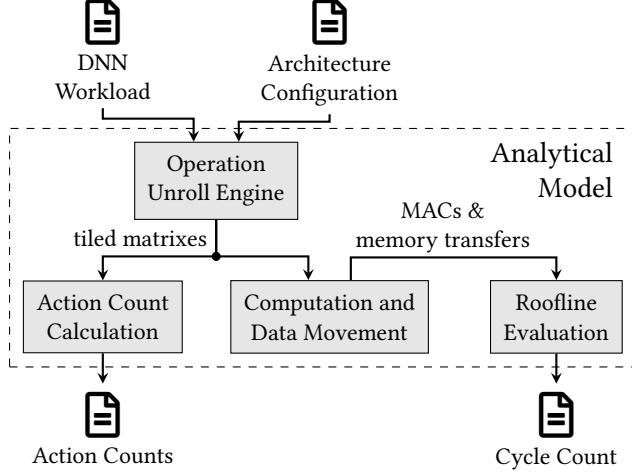 DNN
Workload
Architecture
Configuration
Analytical
Model
Operation
Unroll Engine
tiled matrixes
MACs &
memory transfers
Action Count
Calculation
Computation and
Data Movement
Roofline
Evaluation
Action Counts
Cycle Count